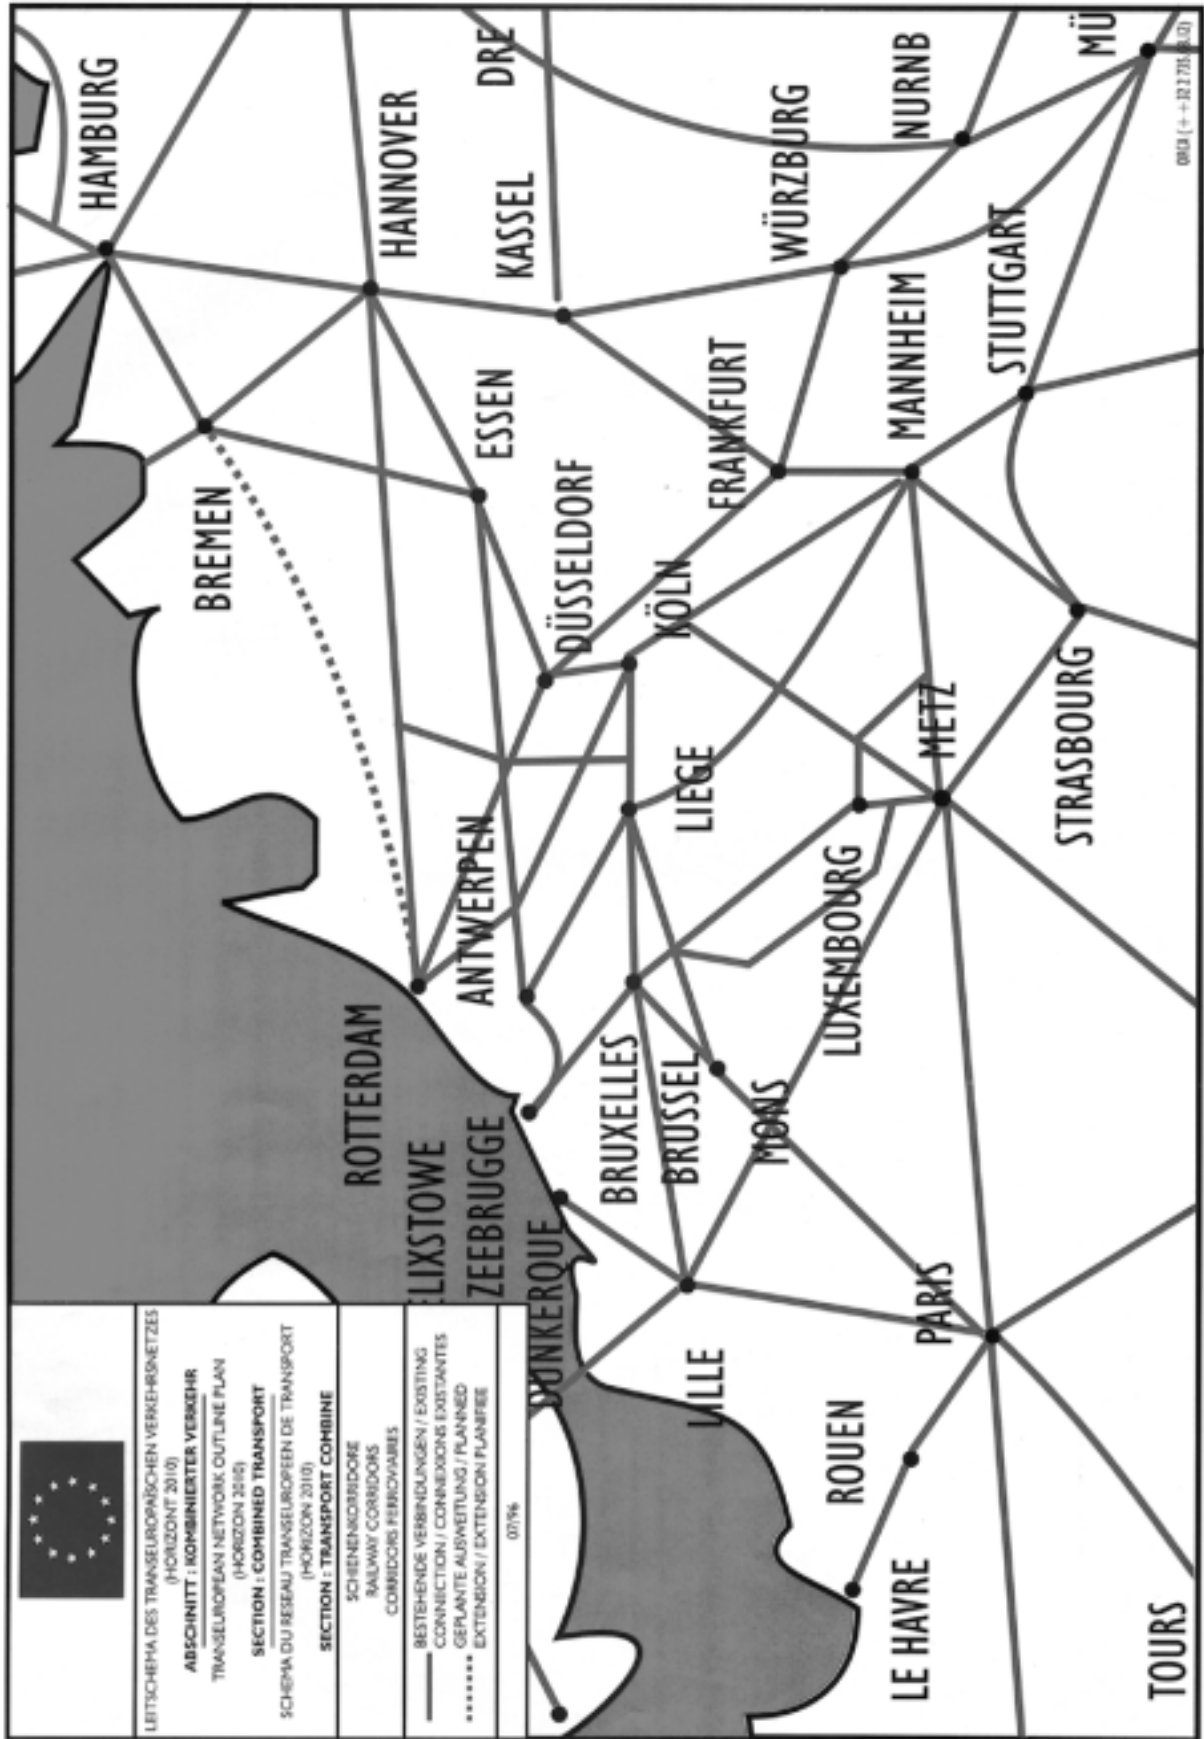 HAMBURG
HANNOVER
DRE
KASSEL
WÜRZBURG
NURNB
MÜ
STUTTGART
MANNHEIM
FRANKFURT
ESSEN
DÜSSELDORF
KÖLN
BREMEN
LIEGE
METZ
STRASBOURG
ANTWERPEN
LUXEMBOURG
ROTTERDAM
BRUXELLES
BRUSSEL
MONS
ELIXSTOWE
ZEEBRUGGE
DUNKERQUE
PARIS
LILLE
ROUEN
LE HAVRE
TOURS
LEITSCHEMA DES TRANSEUROPAÏSCHEN VERKEHRSNETZES
(HORIZONT 2010)
ABSCHNITT : KOMBINIERTER VERKEHR
TRANSEUROPEAN NETWORK OUTLINE PLAN
(HORIZON 2010)
SECTION : COMBINED TRANSPORT
SCHEMA DU RESEAU TRANSEUROPEEN DE TRANSPORT
(HORIZON 2010)
SECTION : TRANSPORT COMBINE
SCHIENENKORRIDORE
RAILWAY CORRIDORS
CORRIDORS FERROVIAIRES
BESTEHENDE VERBINDUNGEN / EXISTING
CONNECTION / CONNEXIONS EXISTANTES
GEPLANTE AUSWEITUNG / PLANNED
EXTENSION / EXTENSION PLANIFIEE
07/96